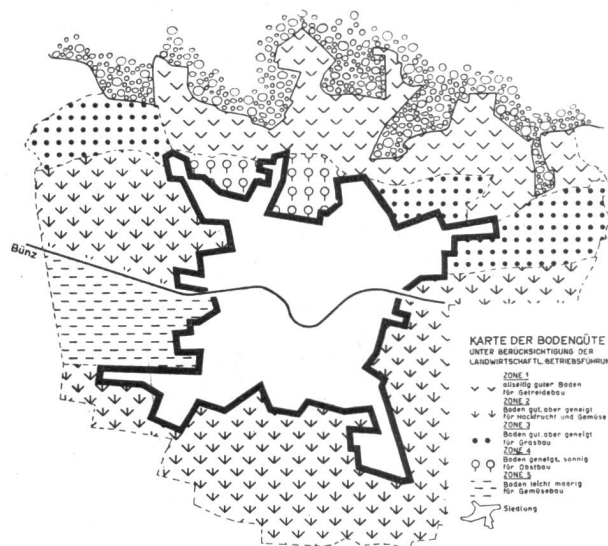 Bünz
KARTE DER BODENGÜTE
UNTER BERÜCKSICHTIGUNG DER
LANDWIRTSCHAFTL. BETRIEBSFÜHRUN
ZONE 1
allseitig guter Boden
für Getreidebau
ZONE 2
Boden gut, aber geneigt
für Hackfrucht und Gemüse
ZONE 3
Boden gut, aber geneigt
für Grasbau
ZONE 4
Boden geneigt, sonnig
für Obstbau
ZONE 5
Boden leicht moorig
für Gemüsebau
Siedlung